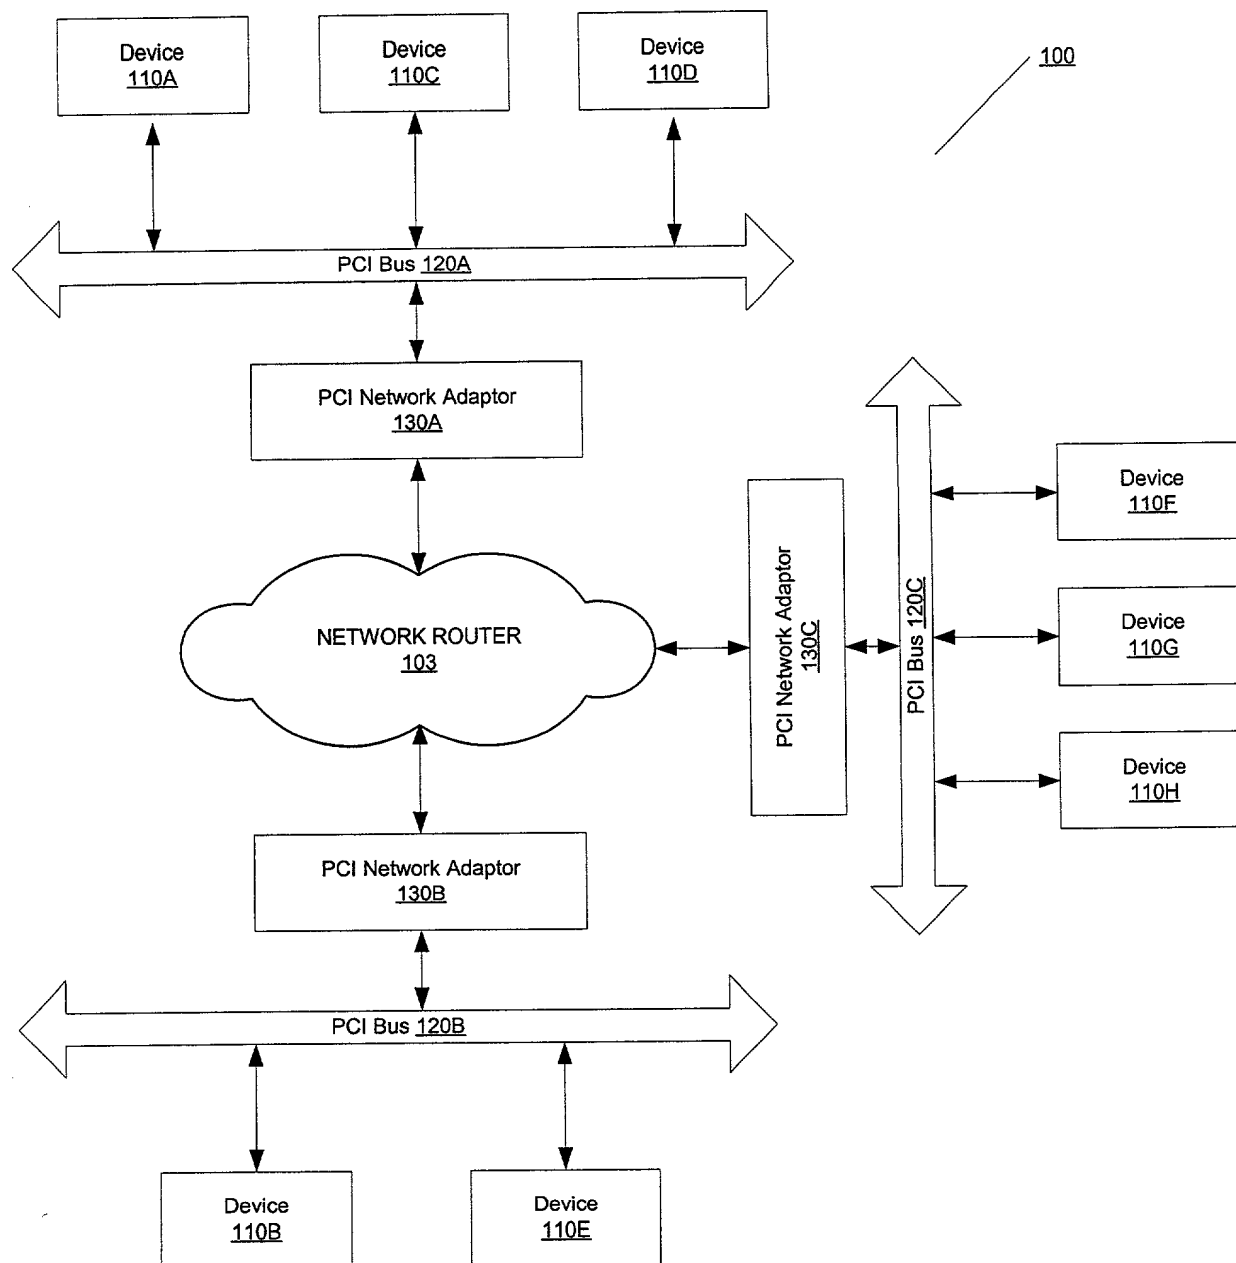 Device
110A
Device
110C
Device
110D
100
PCI Bus 120A
PCI Network Adaptor
130A
Device
110F
PCI Network Adaptor
130C
PCI Bus 120C
NETWORK ROUTER
103
Device
110G
Device
110H
PCI Network Adaptor
130B
PCI Bus 120B
Device
110B
Device
110E